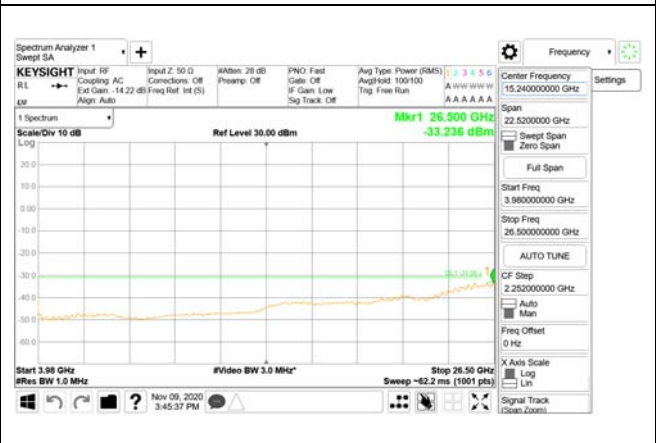 Spectrum Analyzer 1
Swept SA
+
Frequency
KEYSIGHT
RL
Input: RF
Coupling: AC
Ext Gain: -14.22 dB
Align: Auto
Input Z: 50 Ω
Corrections: Off
Freq Ref: Int (S)
#Atten: 28 dB
Preamp: Off
PNO: Fast
Gate: Off
IF Gain: Low
Sig Track: Off
Avg Type: Power (RMS)
Avg|Hold: 100/100
Trig: Free Run
1 2 3 4 5 6
A W W W W W
A A A A A A
Center Frequency
15.240000000 GHz
Settings
1 Spectrum
Scale/Div 10 dB
Log
Ref Level 30.00 dBm
Mkr1 26.500 GHz
-33.236 dBm
20.0
10.0
0.00
-10.0
-20.0
-30.0
-40.0
-50.0
-60.0
1
Start 3.98 GHz
#Res BW 1.0 MHz
#Video BW 3.0 MHz*
Stop 26.50 GHz
Sweep ~62.2 ms (1001 pts)
Span
22.5200000 GHz
Swept Span
Zero Span
Full Span
Start Freq
3.980000000 GHz
Stop Freq
26.500000000 GHz
AUTO TUNE
CF Step
2.252000000 GHz
Auto
Man
Freq Offset
0 Hz
X Axis Scale
Log
Lin
Signal Track
(Span Zoom)
?
Nov 09, 2020
3:45:37 PM